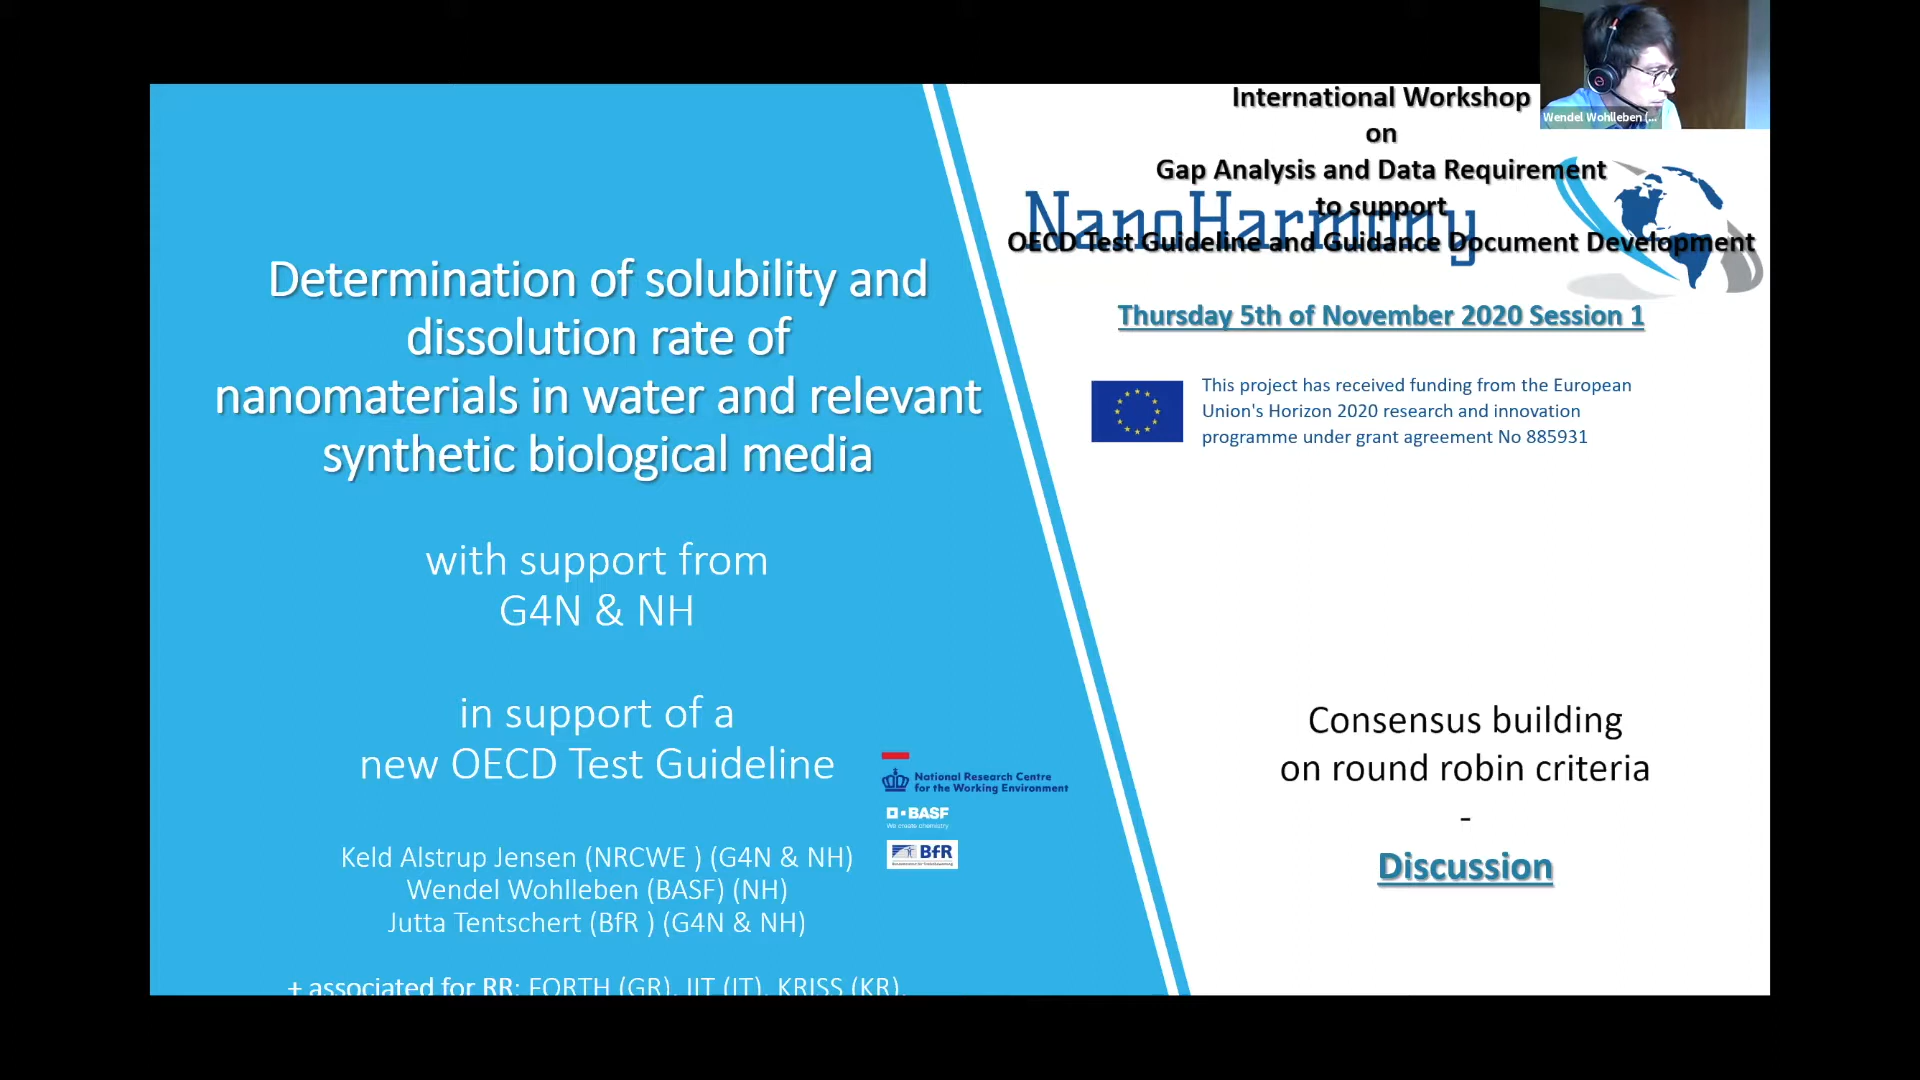 International Workshop
on
Gap Analysis and Data Requirement
to support
OECD Test Guideline and Guidance Document Development
NanoHarmony
Thursday 5th of November 2020 Session 1
This project has received funding from the European
Union's Horizon 2020 research and innovation
programme under grant agreement No 885931
Wendel Wohlleben (...
Determination of solubility and
dissolution rate of
nanomaterials in water and relevant
synthetic biological media
with support from
G4N & NH
in support of a
new OECD Test Guideline
National Research Centre
for the Working Environment
BASF
We create chemistry
BfR
Keld Alstrup Jensen (NRCWE ) (G4N & NH)
Wendel Wohlleben (BASF) (NH)
Jutta Tentschert (BfR ) (G4N & NH)
+ associated for RR: FORTH (GR), IIT (IT), KRISS (KR),
Consensus building
on round robin criteria
-
Discussion